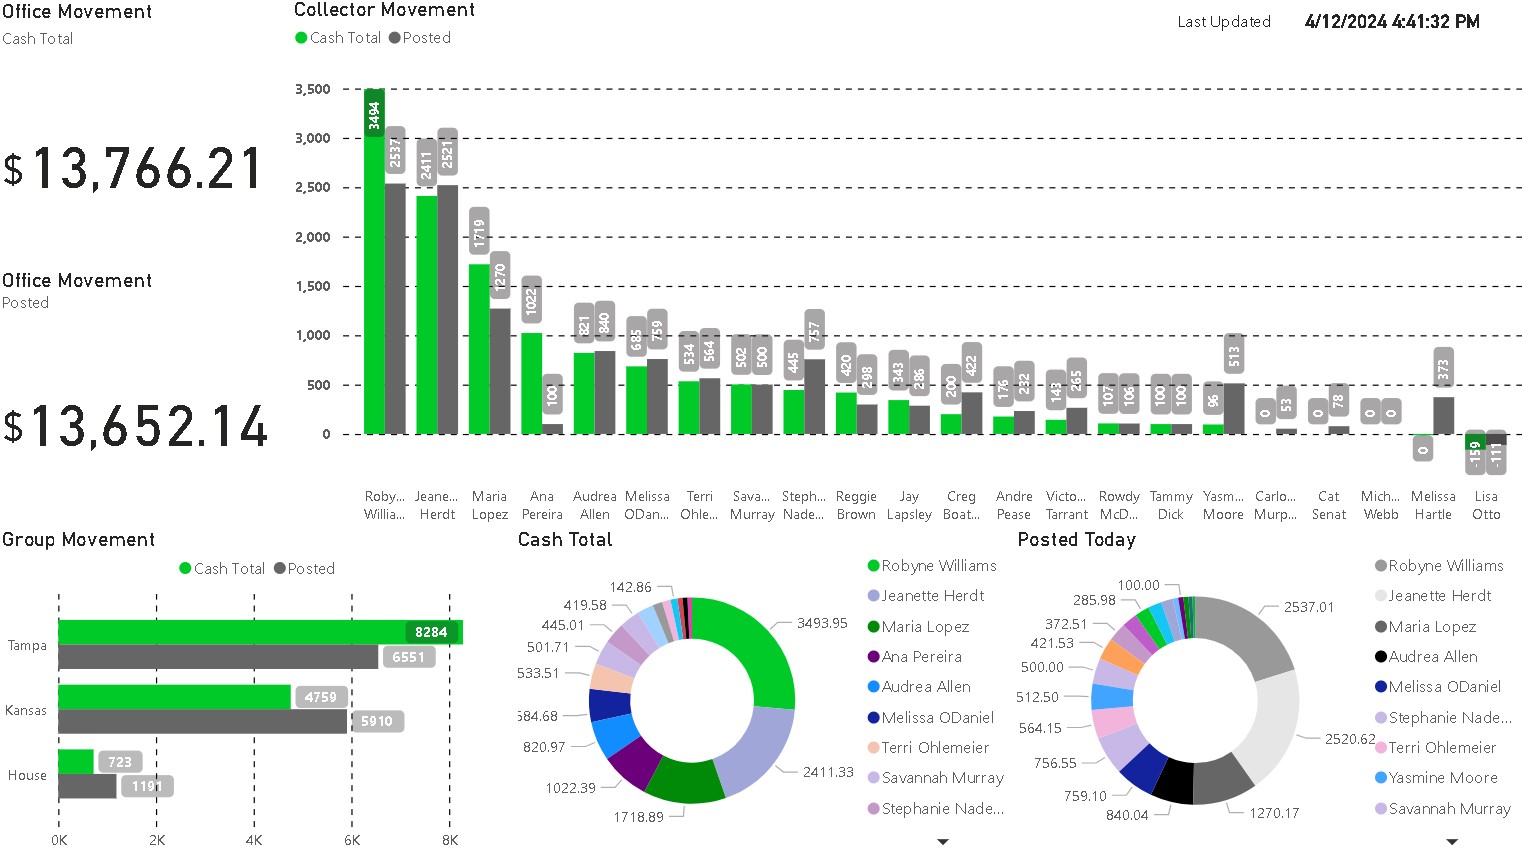 Office Movement
Cash Total
$13,766.21
Office Movement
Posted
$13,652.14
Collector Movement
Cash Total Posted
Last Updated 4/12/2024 4:41:32 PM
3,500
3,000
2,500
2,000
1,500
1,000
500
0
3494 2537 2411 2521 1719 1270 1022 100 821 840 685 759 534 564 502 500 445 757 420 298 343 286 200 422 176 232 143 265 107 106 100 100 96 513 0 53 0 78 0 0 0 373 -159 -111
Roby... Jeane... Maria Ana Audrea Melissa Terri Sava... Steph... Reggie Jay Creg Andre Victo... Rowdy Tammy Yasm... Carlo... Cat Mich... Melissa Lisa
Willia... Herdt Lopez Pereira Allen ODan... Ohle... Murray Nade... Brown Lapsley Boat... Pease Tarrant McD... Dick Moore Murp... Senat Webb Hartle Otto
Group Movement
Cash Total Posted
Tampa
8284
6551
Kansas
4759
5910
House
723
1191
0K 2K 4K 6K 8K
Cash Total
142.86
419.58
445.01
501.71
533.51
584.68
820.97
1022.39
1718.89
2411.33
3493.95
Robyne Williams
Jeanette Herdt
Maria Lopez
Ana Pereira
Audrea Allen
Melissa ODaniel
Terri Ohlemeier
Savannah Murray
Stephanie Nade...
Posted Today
100.00
285.98
372.51
421.53
500.00
512.50
564.15
756.55
759.10
840.04
1270.17
2520.62
2537.01
Robyne Williams
Jeanette Herdt
Maria Lopez
Audrea Allen
Melissa ODaniel
Stephanie Nade...
Terri Ohlemeier
Yasmine Moore
Savannah Murray